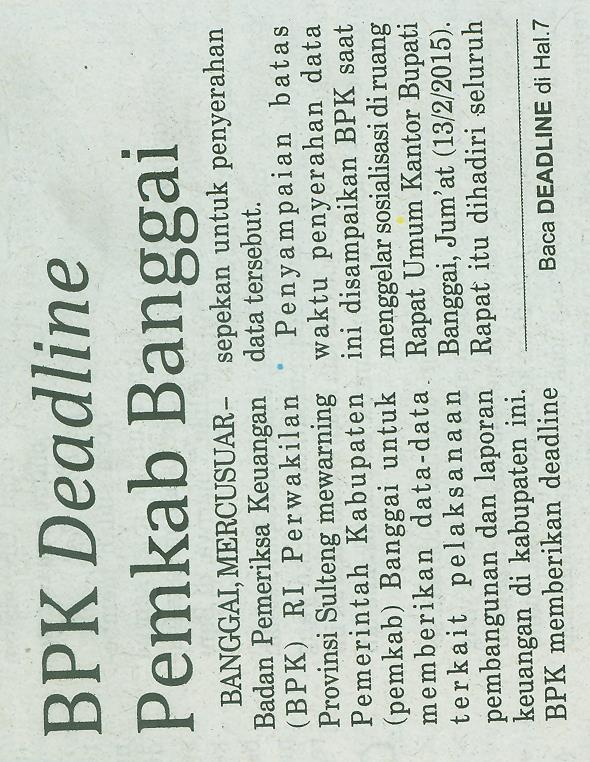 BPK Deadline
Pemkab Banggai
BANGGAI, MERCUSUAR –
Badan Pemeriksa Keuangan
(BPK) RI Perwakilan
Provinsi Sulteng mewarning
Pemerintah Kabupaten
(pemkab) Banggai untuk
memberikan data-data
terkait pelaksanaan
pembangunan dan laporan
keuangan di kabupaten ini.
BPK memberikan deadline
sepekan untuk penyerahan
data tersebut.
Penyampaian batas
waktu penyerahan data
ini disampaikan BPK saat
menggelar sosialisasi di ruang
Rapat Umum Kantor Bupati
Banggai, Jum'at (13/2/2015).
Rapat itu dihadiri seluruh
Baca DEADLINE di Hal.7